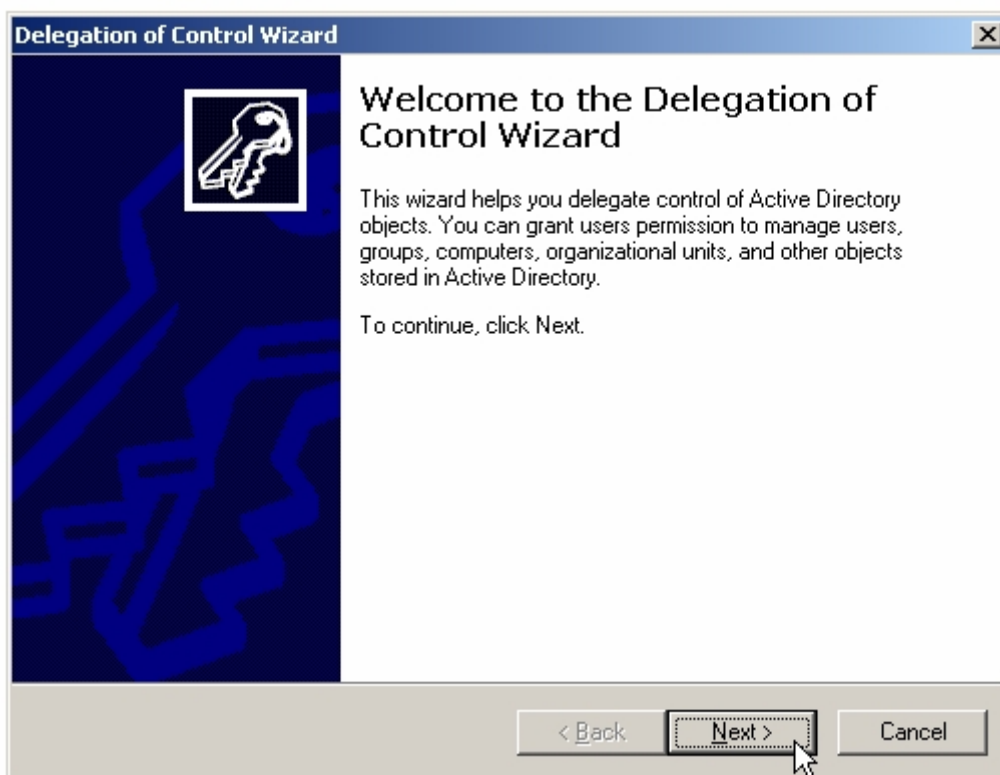 Delegation of Control Wizard
Welcome to the Delegation of
Control Wizard
This wizard helps you delegate control of Active Directory
objects. You can grant users permission to manage users,
groups, computers, organizational units, and other objects
stored in Active Directory.
To continue, click Next.
< Back Next > Cancel